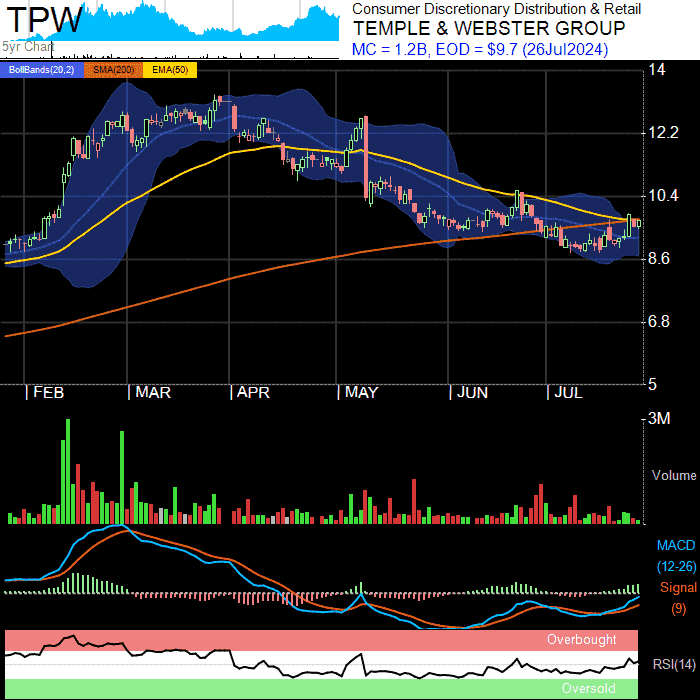 TPW
5yr Chart
Consumer Discretionary Distribution & Retail
TEMPLE & WEBSTER GROUP
MC = 1.2B, EOD = $9.7 (26Jul2024)
BollBands(20,2) SMA(200) EMA(50)
14
12.2
10.4
8.6
6.8
5
FEB MAR APR MAY JUN JUL
3M
Volume
MACD
(12-26)
Signal
(9)
Overbought
RSI(14)
Oversold